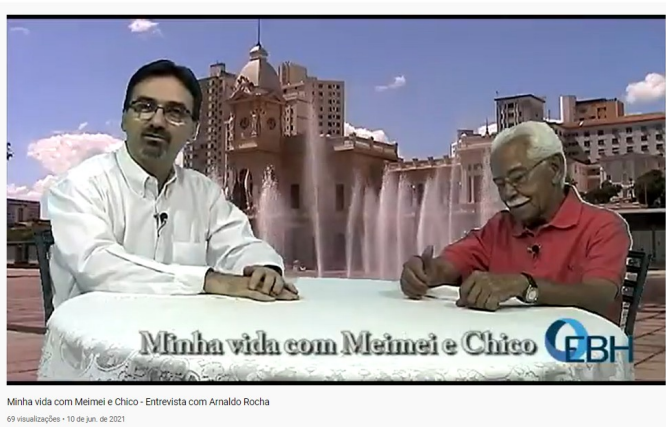 Minha vida com Meimei e Chico
EBH
Minha vida com Meimei e Chico - Entrevista com Arnaldo Rocha
69 visualizações • 10 de jun. de 2021